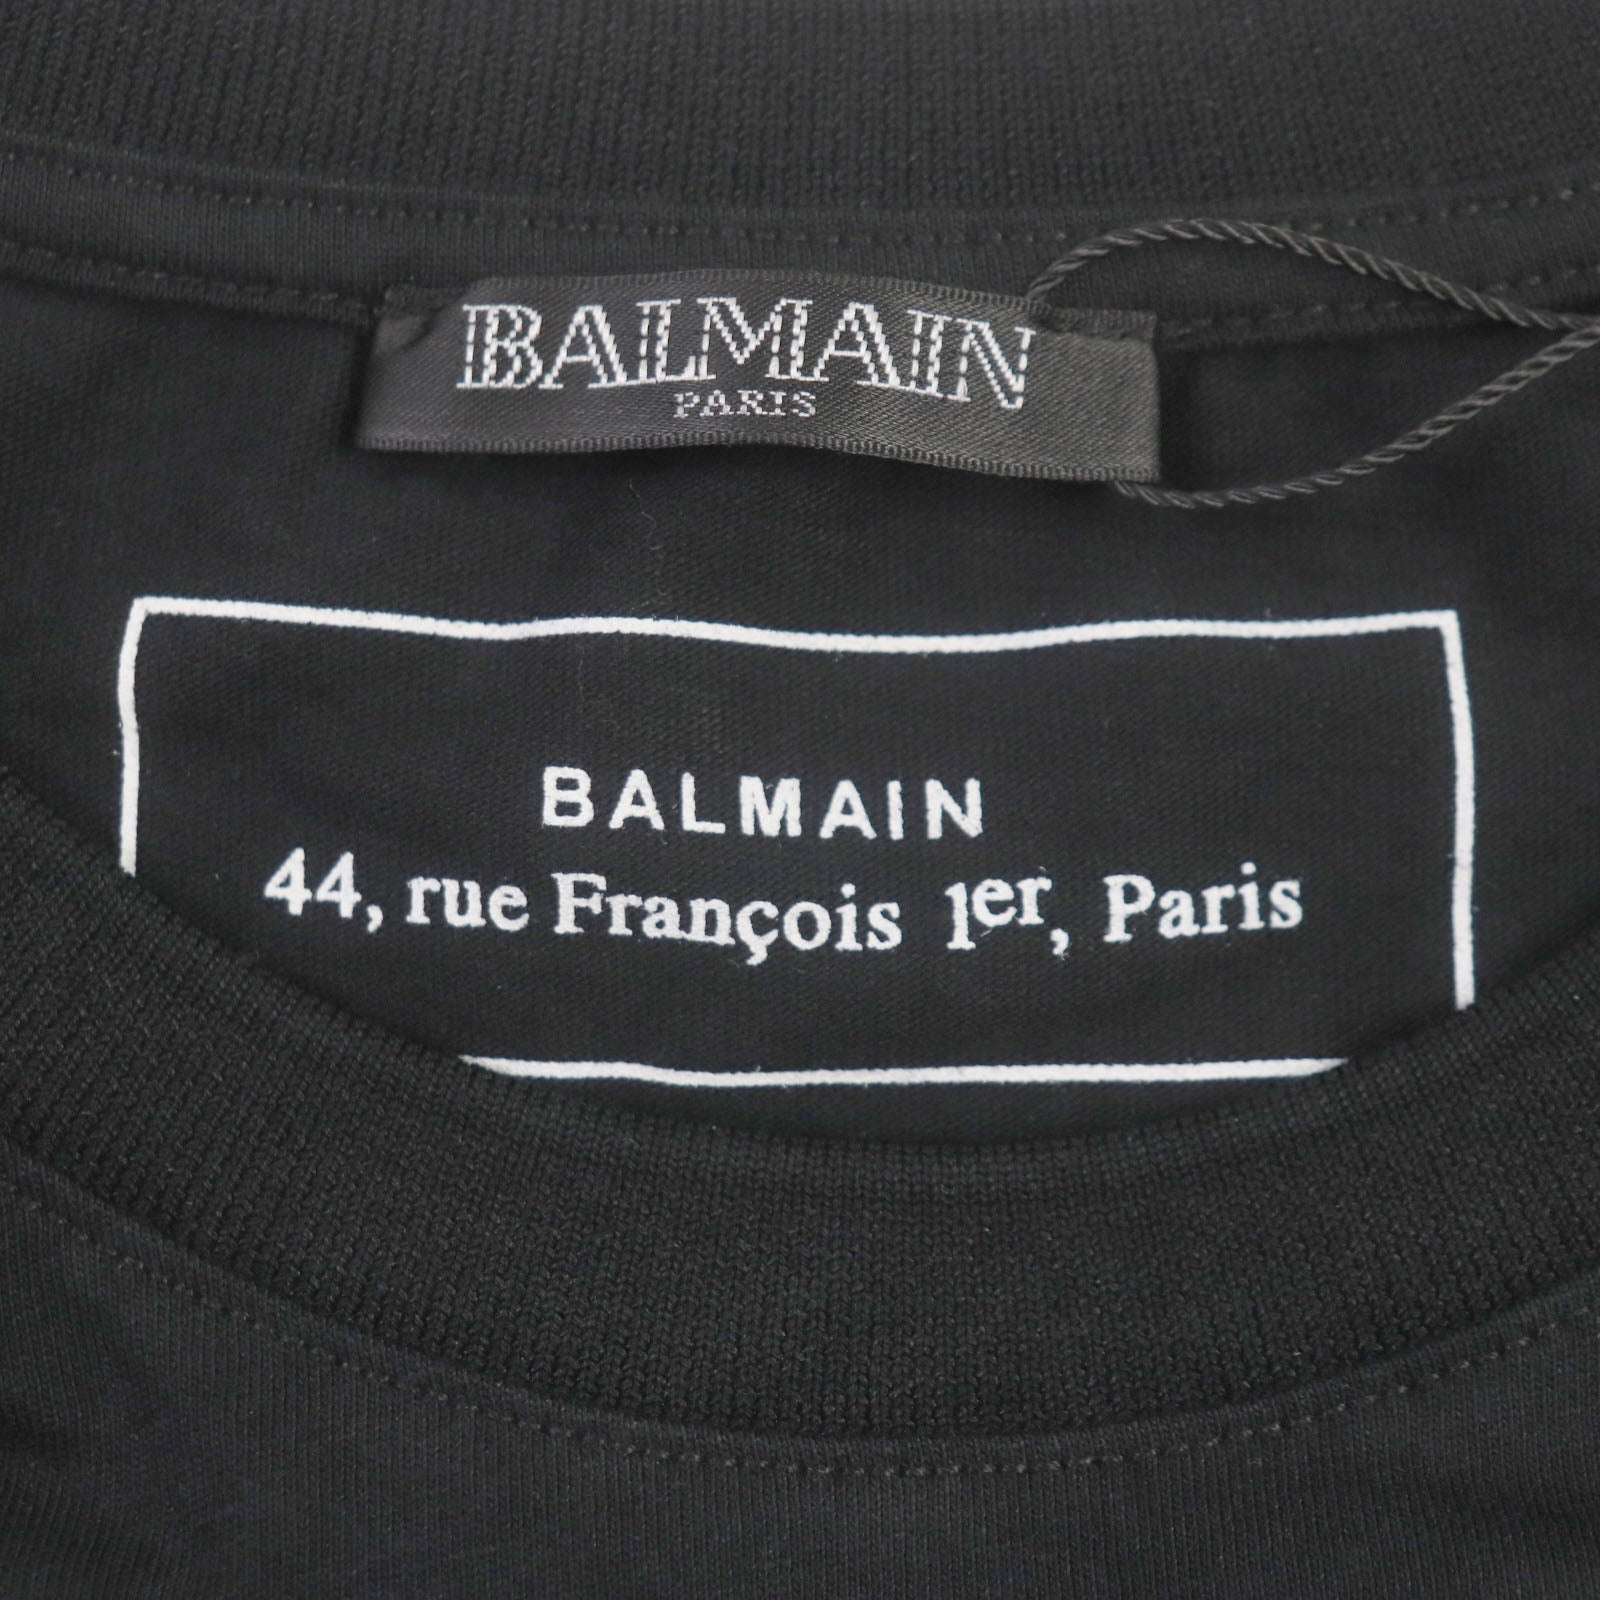 BALMAIN
PARIS
BALMAIN
44, rue François 1er, Paris